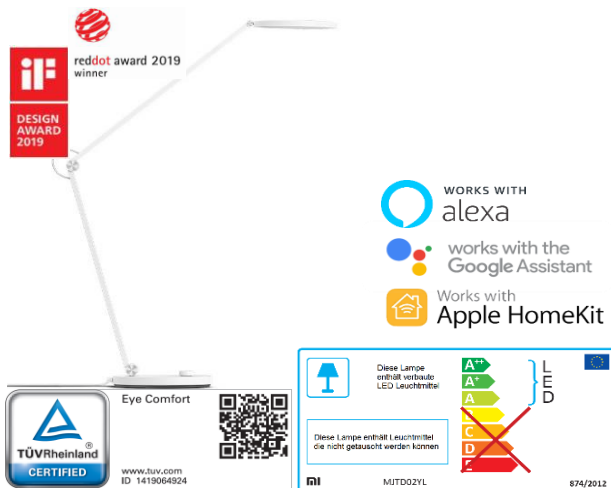 reddot award 2019
winner
iF
DESIGN
AWARD
2019
WORKS WITH
alexa
works with the
Google Assistant
Works with
Apple HomeKit
TÜVRheinland®
CERTIFIED
Eye Comfort
www.tuv.com
ID 1419064924
Diese Lampe
enthält verbaute
LED Leuchtmittel
Diese Lampe enthält Leuchtmittel
die nicht getauscht werden können
A++
A+
A
C
D
L
E
D
mi
MJTD02YL
874/2012